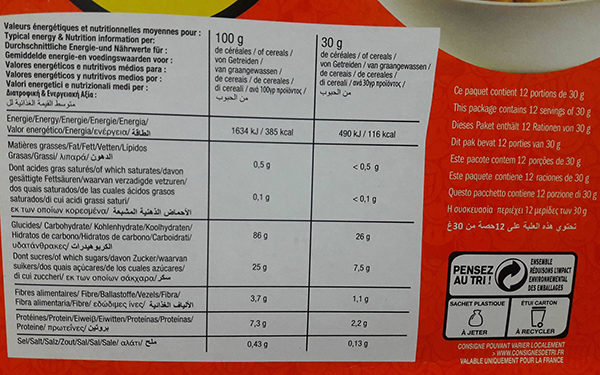 Valeurs énergétiques et nutritionnelles moyennes pour :
Typical energy & Nutrition information per:
Durchschnittliche Energie-und Nährwerte für :
Gemiddelde energie-en voedingswaarden voor :
Valores energéticos e nutritivos médios para :
Valores energéticos y nutritivos medios por :
Valori energetici e nutrizionali medi per :
Διατροφική & Ενεργειακή Αξία :
متوسط القيمة الغذائية لل
100 g
de céréales / of cereals /
von Getreiden /
van graangewassen /
de cereais / de cereales /
di cereali / ανά 100γρ προϊόντος /
من الحبوب
30 g
de céréales / of cereals /
von Getreiden / van graangewassen /
de cereais / de cereales /
di cereali / ανά 30γρ προϊόντος /
من الحبوب
Energie/Energy/Energie/Energie/Energia/
Valor energético/Energia/ενέργεια/ الطاقة
1634 kJ / 385 kcal
490 kJ / 116 kcal
Matières grasses/Fat/Fett/Vetten/Lípidos
Grasas/Grassi/ λιπαρά/ الدهون
0,5 g
< 0,5 g
Dont acides gras saturés/of which saturates/davon
gesättigte Fettsäuren/waarvan verzadigde vetzuren/
dos quais saturados/de las cuales ácidos grasos
saturados/di cui acidi grassi saturi/
εκ των οποίων κορεσμένα/ الأحماض الذهنية المشبعة
0,1 g
< 0,1 g
Glucides/ Carbohydrate/ Kohlenhydrate/Koolhydraten/
Hidratos de carbono/Hidratos de carbono/Carboidrati/
υδατάνθρακες/ الكربوهيدرات
86 g
26 g
Dont sucres/of which sugars/davon Zucker/waarvan
suikers/dos quais açúcares/de los cuales azúcares/
di cui zuccheri/ εκ των οποίων σάκχαρα/ سكر
25 g
7,5 g
Fibres alimentaires/ Fibre/Ballastoffe/Vezels/Fibra/
Fibra alimentaria/Fibre/ εδώδιμες ίνες/ الألياف الغذائية
3,7 g
1,1 g
Protéines/Protein/Eiweiß/Eiwitten/Proteínas/Proteínas/
Proteine/ πρωτεΐνες/ بروتين
7,3 g
2,2 g
Sel/Salt/Salz/Zout/Sal/Sal/Sale/ αλάτι/ ملح
0,43 g
0,13 g
Ce paquet contient 12 portions de 30 g
This package contains 12 servings of 30 g
Dieses Paket enthält 12 Rationen von 30 g
Dit pak bevat 12 porties van 30 g
Este pacote contem 12 porções de 30 g
Este paquete contiene 12 raciones de 30 g
Questo pacchetto contiene 12 porzione di 30 g
Η συσκευασία περιέχει 12 μερίδες των 30 g
تحتوي هذه العلبة على 12حصة من 30غ
PENSEZ
AU TRI !
ENSEMBLE
RÉDUISONS L'IMPACT
ENVIRONNEMENTAL
DES EMBALLAGES
SACHET PLASTIQUE
ÉTUI CARTON
À JETER
À RECYCLER
CONSIGNE POUVANT VARIER LOCALEMENT
> WWW.CONSIGNESDETRI.FR
VALABLE UNIQUEMENT POUR LA FRANCE